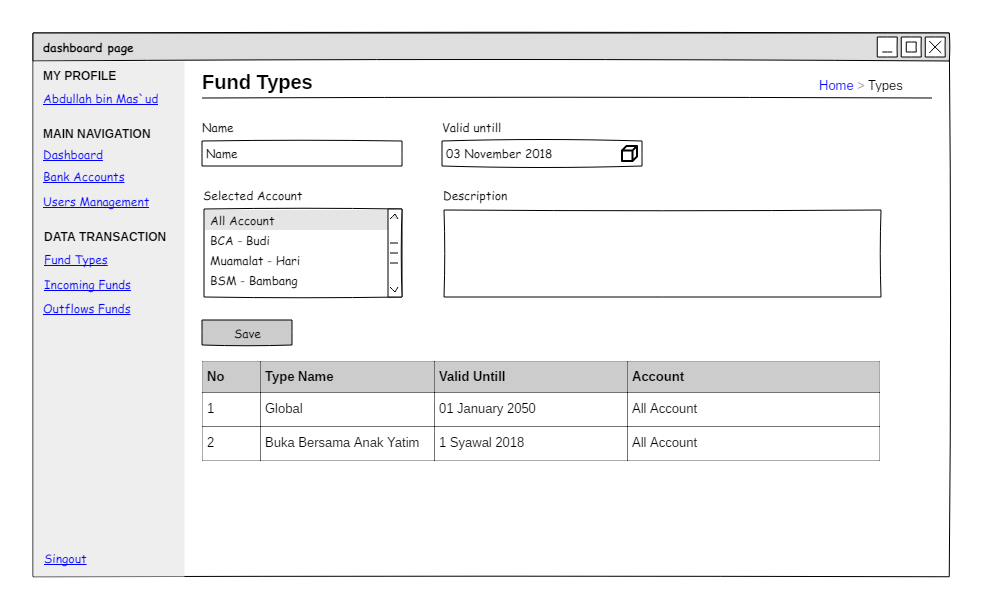 dashboard page
MY PROFILE
Abdullah bin Mas`ud
MAIN NAVIGATION
Dashboard
Bank Accounts
Users Management
DATA TRANSACTION
Fund Types
Incoming Funds
Outflows Funds
Singout
Fund Types
Home > Types
Name
Valid untill
Name
03 November 2018
Selected Account
Description
All Account
BCA - Budi
Muamalat - Hari
BSM - Bambang
Save
No Type Name Valid Untill Account
1 Global 01 January 2050 All Account
2 Buka Bersama Anak Yatim 1 Syawal 2018 All Account